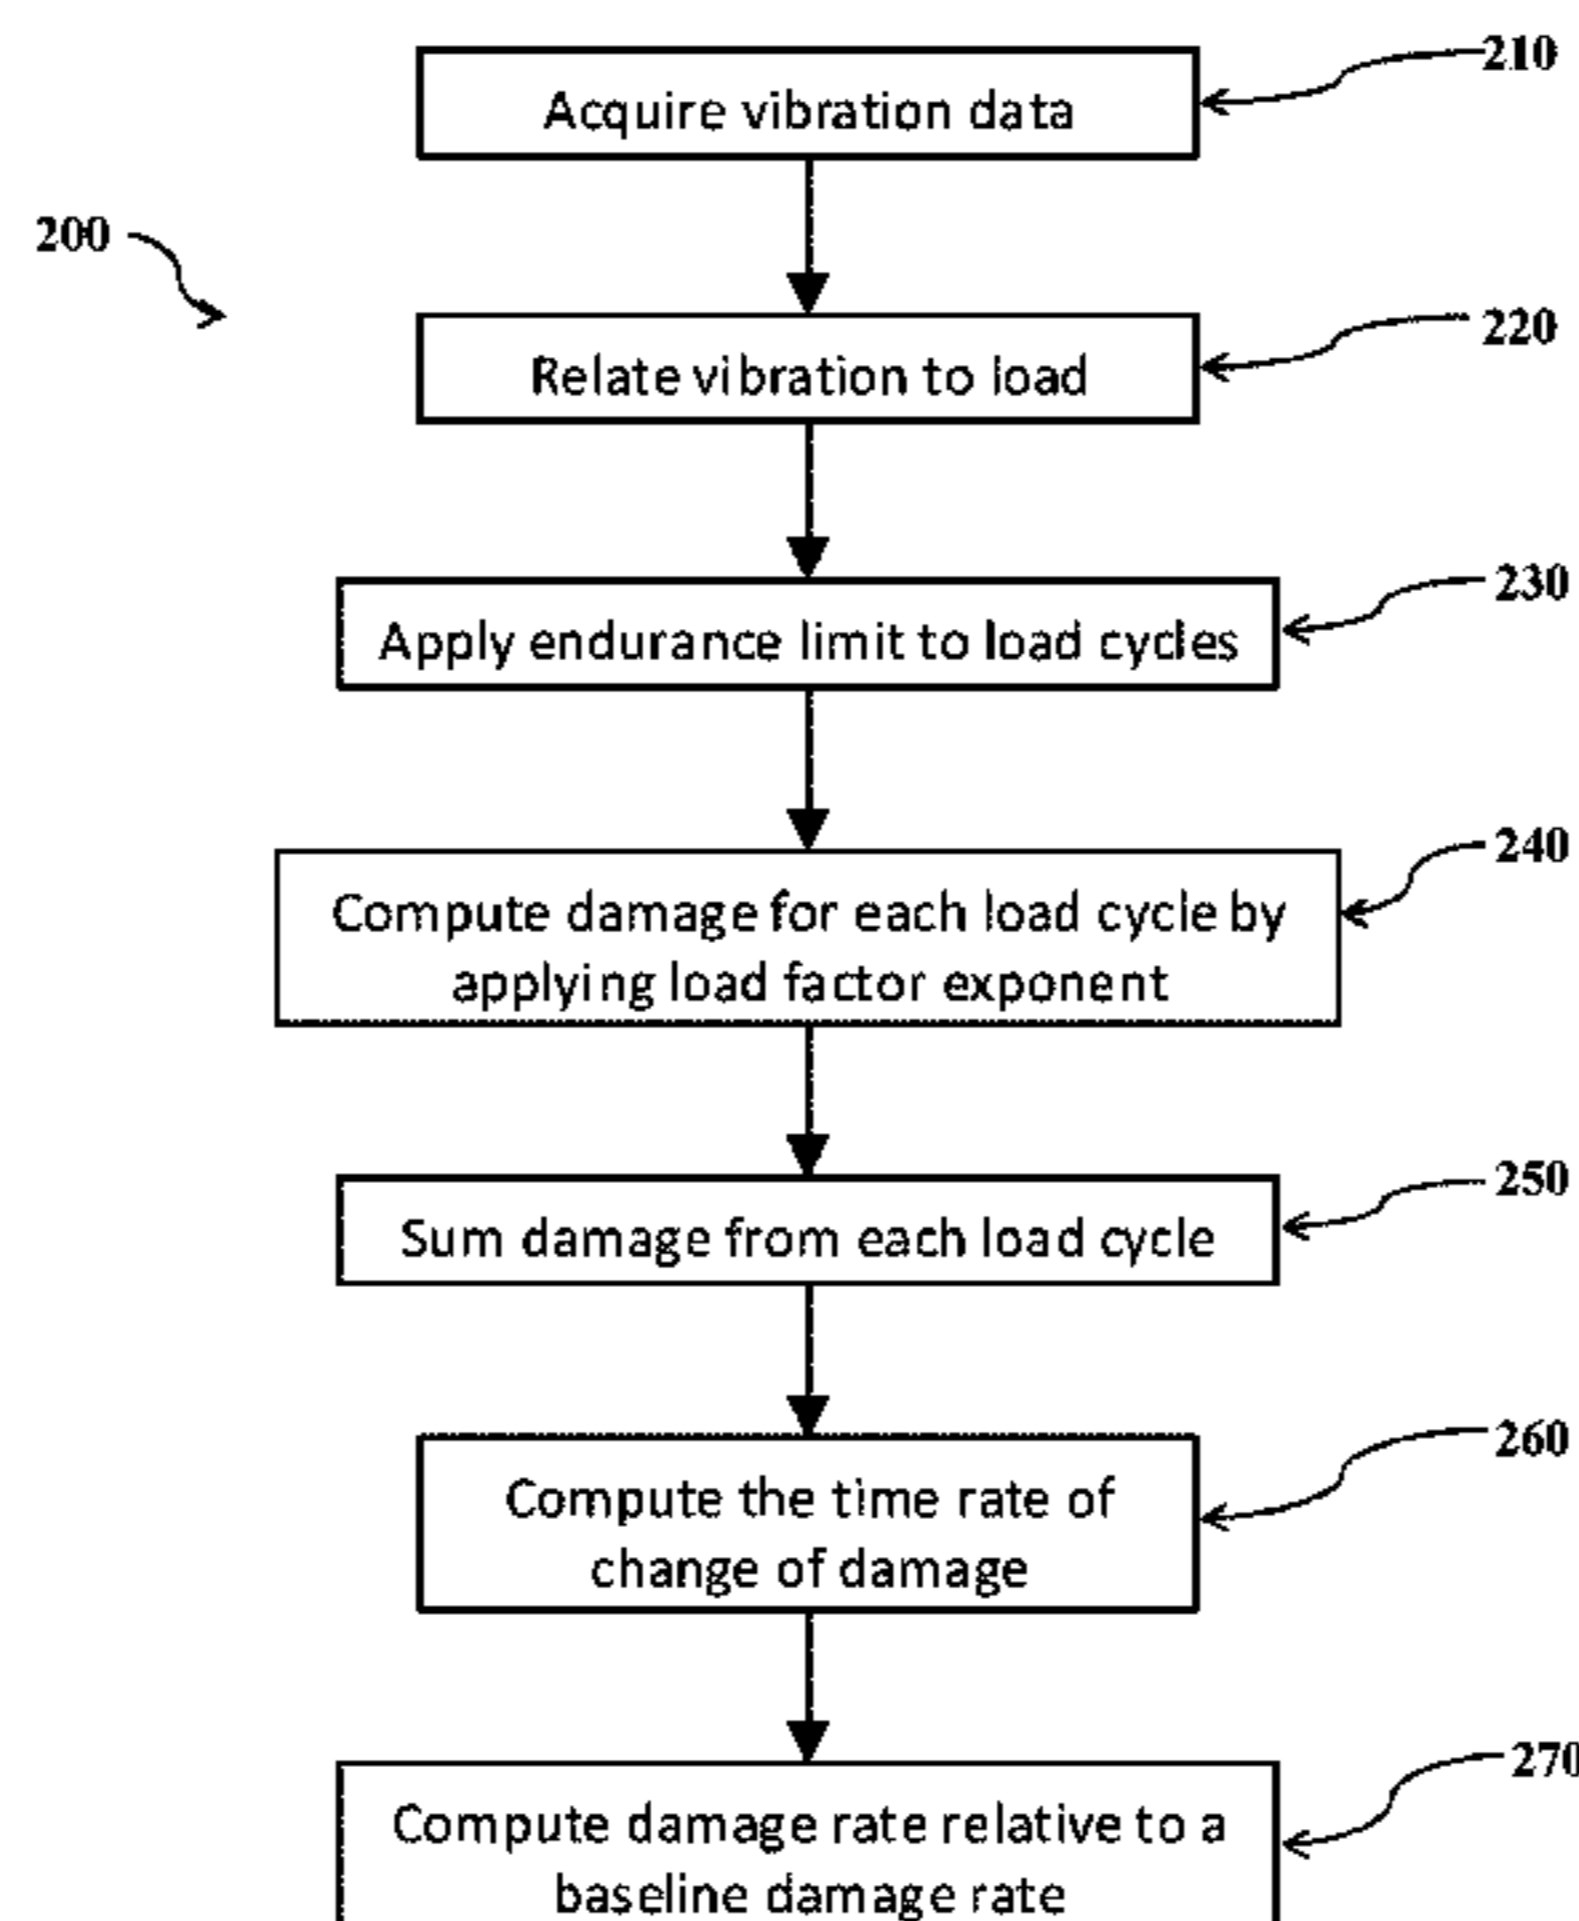 210
Acquire vibration data
200
220
Relate vibration to load
230
Apply endurance limit to load cycles
240
Compute damage for each load cycle by
applying load factor exponent
250
Sum damage from each load cycle
260
Compute the time rate of
change of damage
270
Compute damage rate relative to a
baseline damage rate